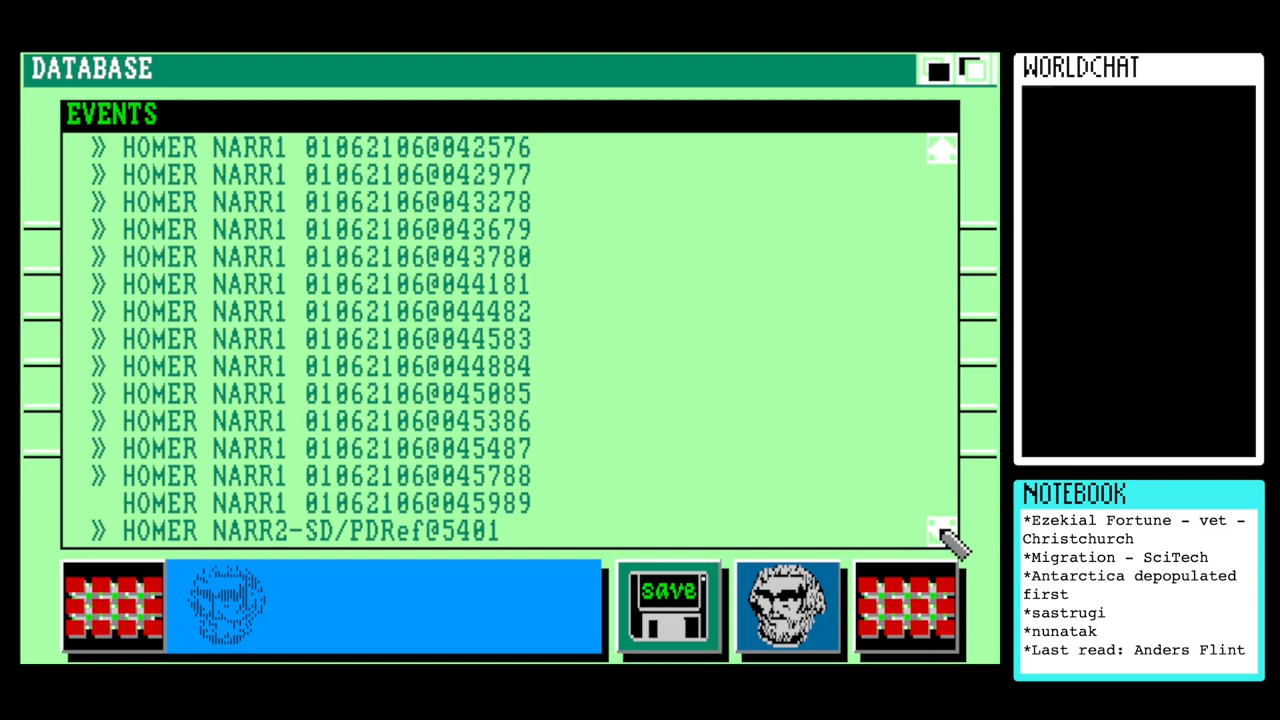 DATABASE
EVENTS
» HOMER NARR1 01062106@042576
» HOMER NARR1 01062106@042977
» HOMER NARR1 01062106@043278
» HOMER NARR1 01062106@043679
» HOMER NARR1 01062106@043780
» HOMER NARR1 01062106@044181
» HOMER NARR1 01062106@044482
» HOMER NARR1 01062106@044583
» HOMER NARR1 01062106@044884
» HOMER NARR1 01062106@045085
» HOMER NARR1 01062106@045386
» HOMER NARR1 01062106@045487
» HOMER NARR1 01062106@045788
HOMER NARR1 01062106@045989
» HOMER NARR2-SD/PDRef@5401
save
WORLDCHAT
NOTEBOOK
*Ezekial Fortune - vet -
Christchurch
*Migration - SciTech
*Antarctica depopulated
first
*sastrugi
*nunatak
*Last read: Anders Flint